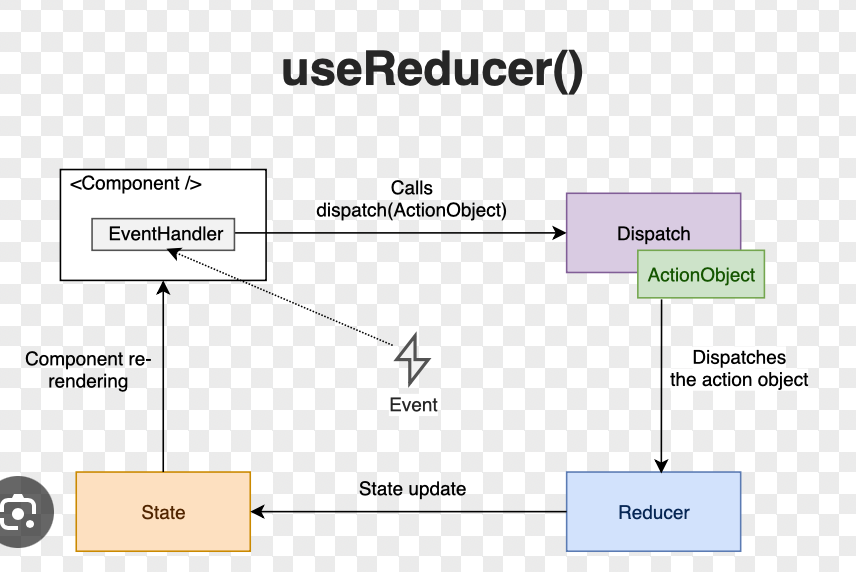 useReducer()
<Component />
EventHandler
Calls
dispatch(ActionObject)
Dispatch
ActionObject
Component re-
rendering
Event
Dispatches
the action object
State
State update
Reducer